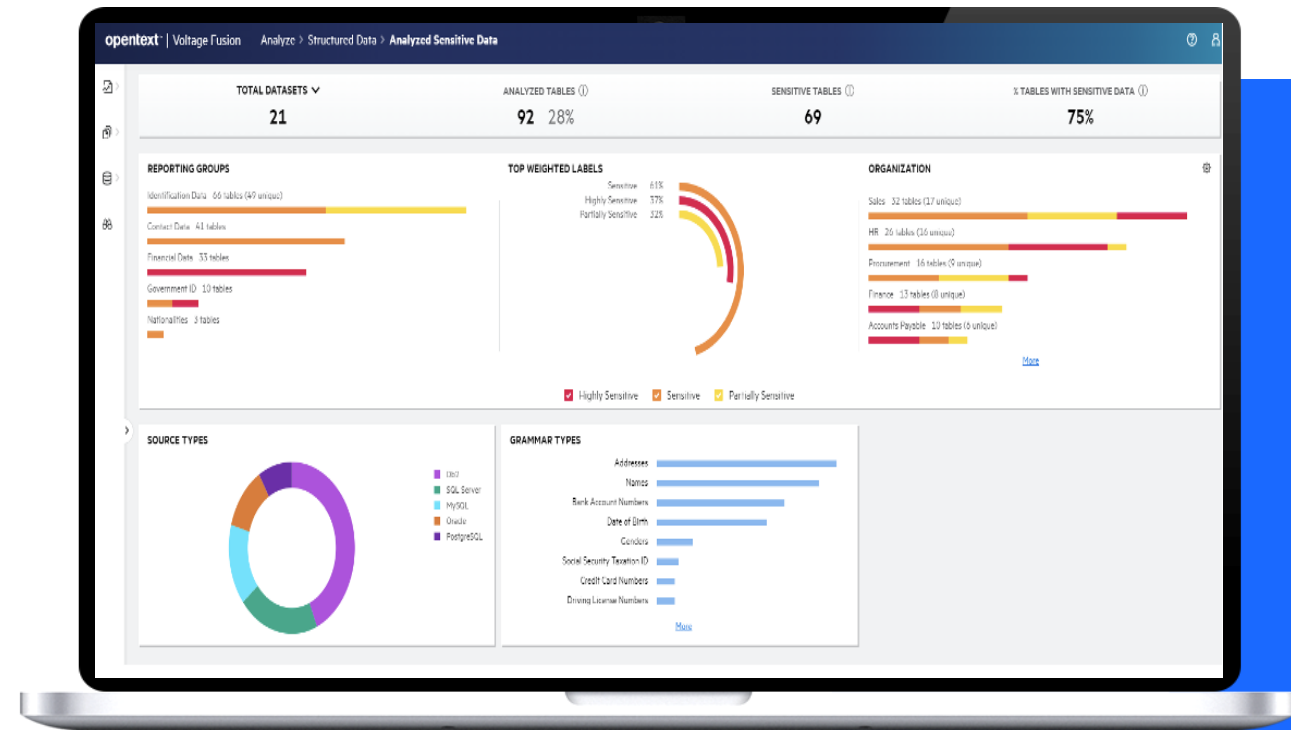 opentext™ | Voltage Fusion Analyze > Structured Data > Analyzed Sensitive Data
TOTAL DATASETS
21
ANALYZED TABLES
92 28%
SENSITIVE TABLES
69
% TABLES WITH SENSITIVE DATA
75%
REPORTING GROUPS
Identification Data 66 tables (49 unique)
Contact Data 41 tables
Financial Data 33 tables
Government ID 10 tables
Nationalities 3 tables
TOP WEIGHTED LABELS
Sensitive 61%
Highly Sensitive 37%
Partially Sensitive 32%
Highly Sensitive Sensitive Partially Sensitive
ORGANIZATION
Sales 32 tables (17 unique)
HR 26 tables (16 unique)
Procurement 16 tables (9 unique)
Finance 13 tables (8 unique)
Accounts Payable 10 tables (6 unique)
More
SOURCE TYPES
Db2
SQL Server
MySQL
Oracle
PostgreSQL
GRAMMAR TYPES
Addresses
Names
Bank Account Numbers
Date of Birth
Genders
Social Security Taxation ID
Credit Card Numbers
Driving License Numbers
More